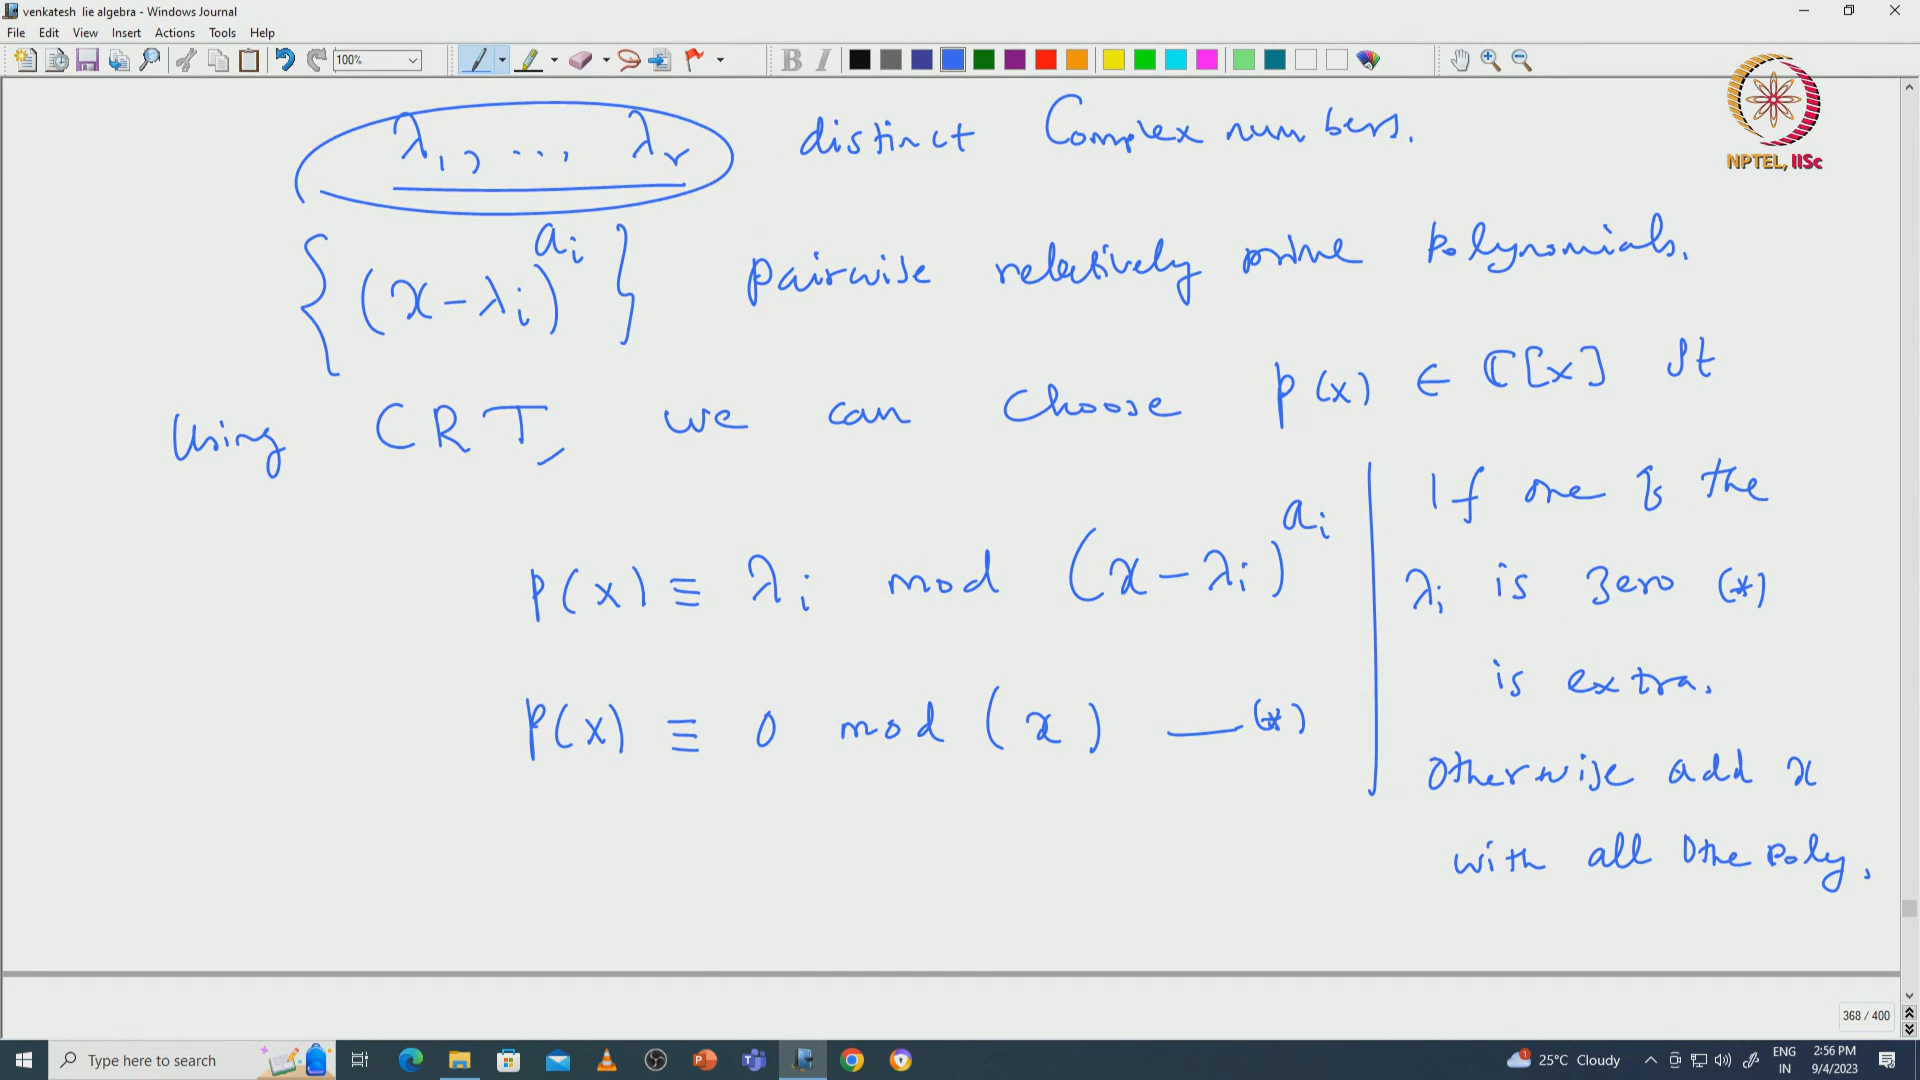 venkatesh lie algebra - Windows Journal
File Edit View Insert Actions Tools Help
100%
B I
NPTEL, IISc
λ₁, ..., λᵣ distinct Complex numbers.
{(x-λᵢ)^aᵢ} pairwise relatively prime polynomials.
Using CRT, we can choose p(x) ∈ ℂ[x] st
p(x) ≡ λᵢ mod (x-λᵢ)^aᵢ
p(x) ≡ 0 mod (x) —(*)
If one of the
λᵢ is zero (*)
is extra.
Otherwise add x
with all Othe poly.
368 / 400
Type here to search
25°C Cloudy
ENG
IN
2:56 PM
9/4/2023